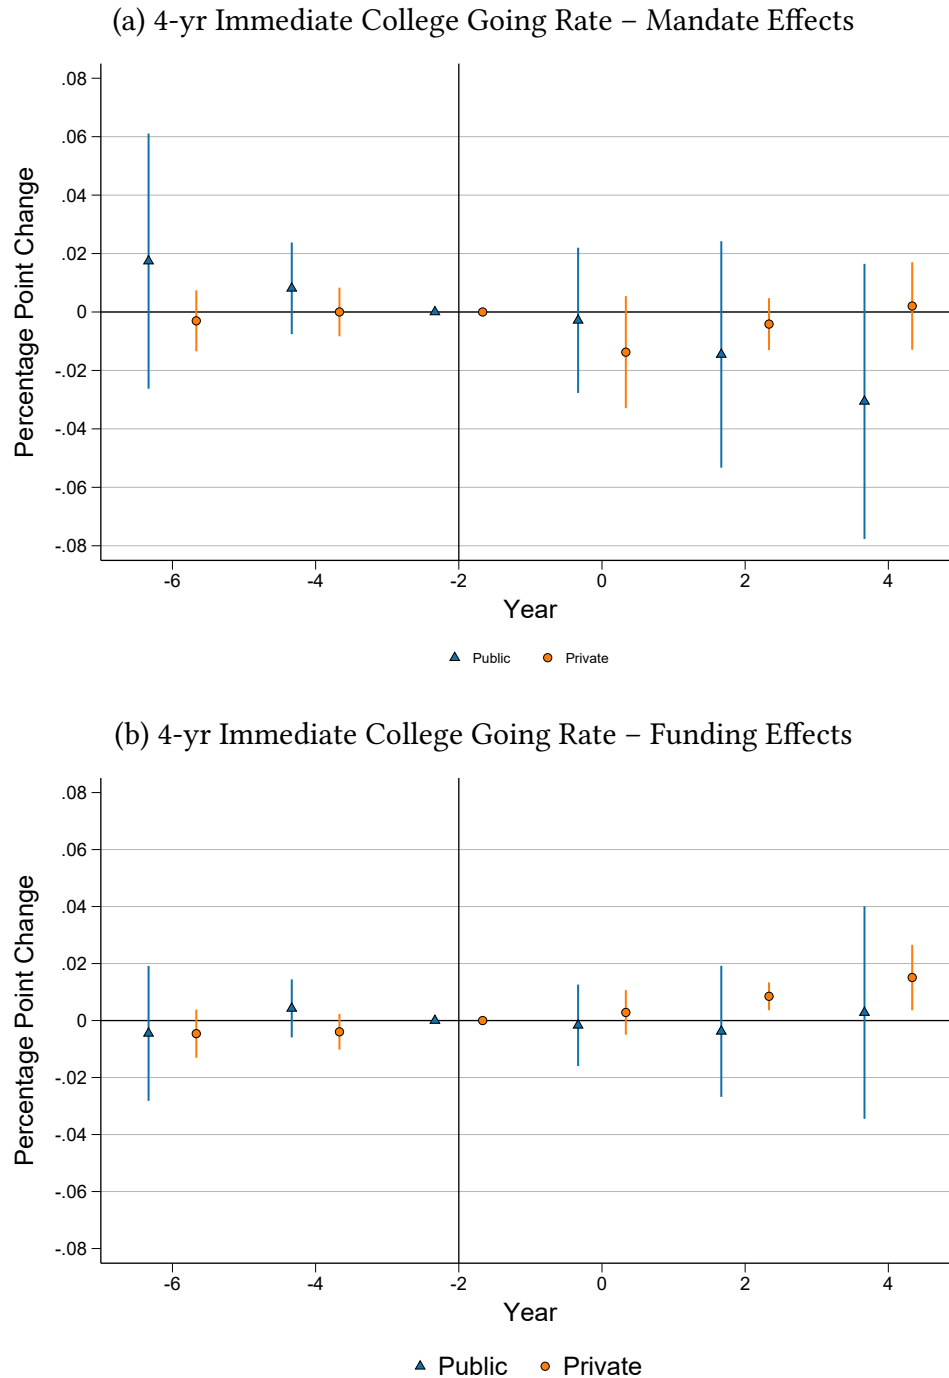 (a) 4-yr Immediate College Going Rate – Mandate Effects
.08
.06
.04
.02
0
-.02
-.04
-.06
-.08
Percentage Point Change
-6 -4 -2 0 2 4
Year
Public Private
(b) 4-yr Immediate College Going Rate – Funding Effects
.08
.06
.04
.02
0
-.02
-.04
-.06
-.08
Percentage Point Change
-6 -4 -2 0 2 4
Year
Public Private